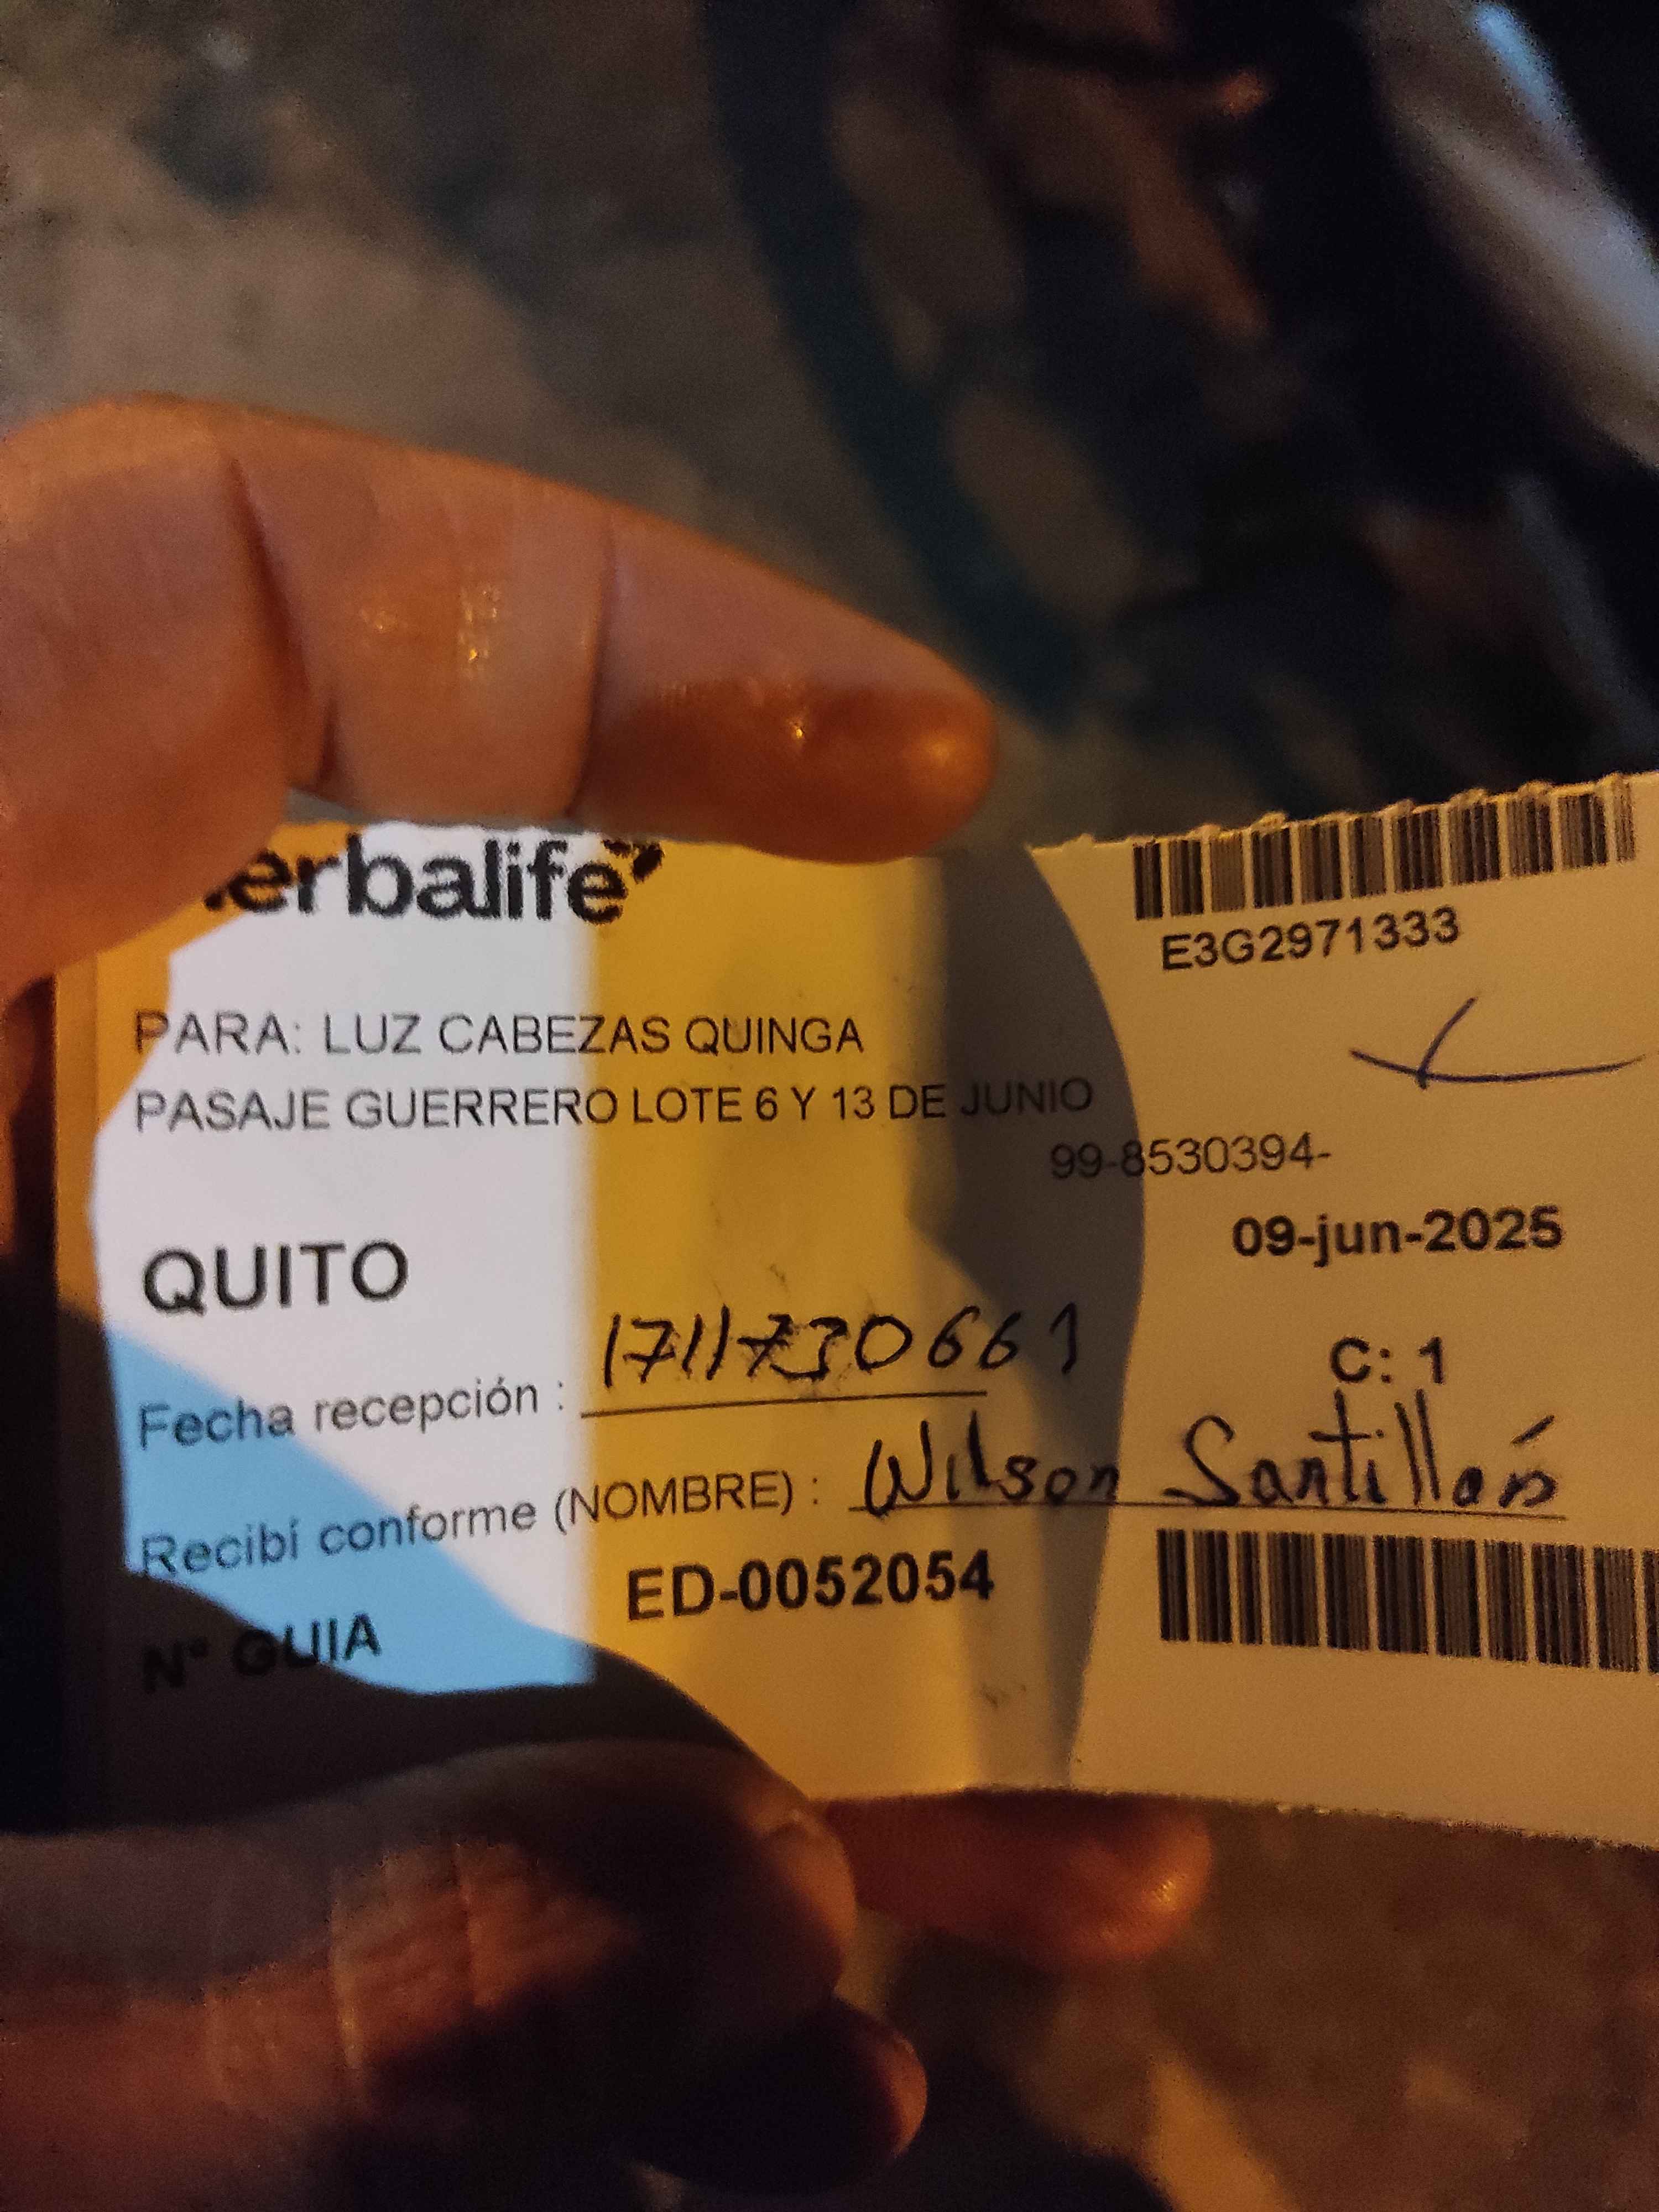 erbalife
E3G2971333
PARA: LUZ CABEZAS QUINGA
PASAJE GUERRERO LOTE 6 Y 13 DE JUNIO
99-8530394-
09-jun-2025
QUITO
C: 1
Fecha recepción : 1711730661
Recibí conforme (NOMBRE) : Wilson Santillán
N° GUIA ED-0052054